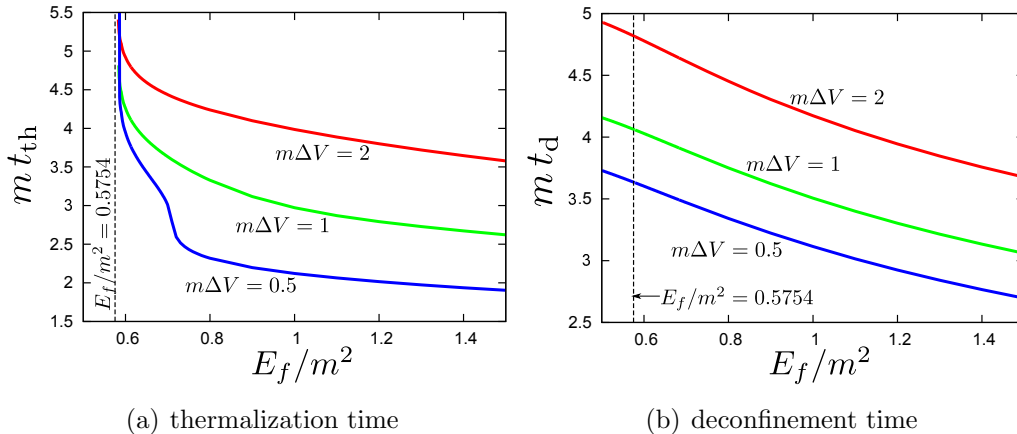 5.5
5
4.5
4
3.5
3
2.5
2
1.5
m t_th
0.6
0.8
1
1.2
1.4
E_f/m^2
E_f/m^2 = 0.5754
mΔV = 2
mΔV = 1
mΔV = 0.5
(a) thermalization time
5
4.5
4
3.5
3
2.5
m t_d
0.6
0.8
1
1.2
1.4
E_f/m^2
mΔV = 2
mΔV = 1
mΔV = 0.5
E_f/m^2 = 0.5754
(b) deconfinement time